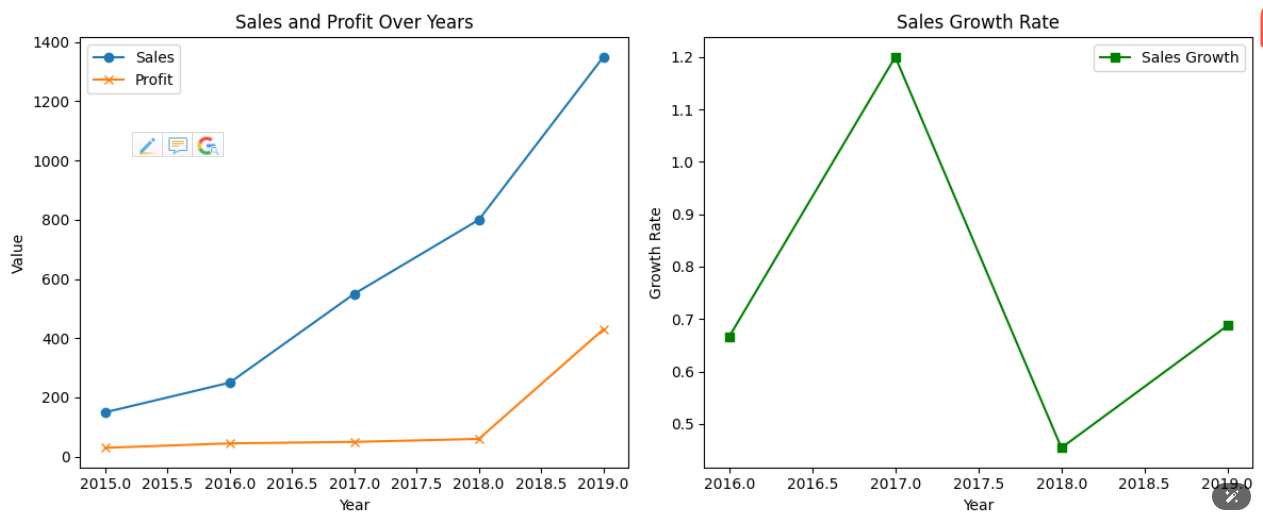 Sales and Profit Over Years
1400
1200
1000
800
600
400
200
0
Value
Sales
Profit
2015.0 2015.5 2016.0 2016.5 2017.0 2017.5 2018.0 2018.5 2019.0
Year
Sales Growth Rate
1.2
1.1
1.0
0.9
0.8
0.7
0.6
0.5
Growth Rate
Sales Growth
2016.0 2016.5 2017.0 2017.5 2018.0 2018.5 2019.0
Year